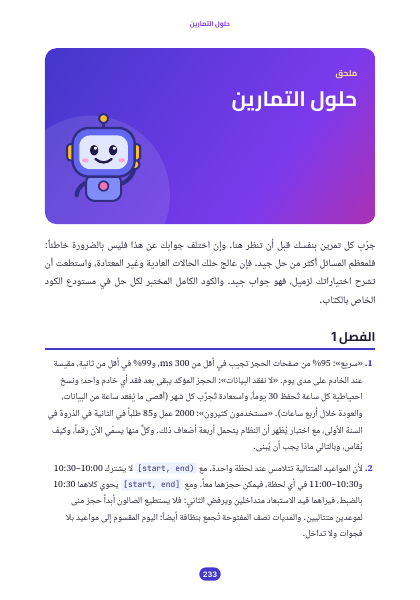 حلول التمارين
ملحق
حلول التمارين
جرّب كل تمرين بنفسك قبل أن تنظر هنا. وإن اختلف جوابك عن هذا فليس بالضرورة خاطئاً:
فلمعظم المسائل أكثر من حل جيد. فإن عالج حلك الحالات العادية وغير المعتادة، واستطعت أن
تشرح اختياراتك لزميل، فهو جواب جيد. والكود الكامل المختبر لكل حل في مستودع الكود
الخاص بالكتاب.
الفصل 1
1. «سريع»: 95% من صفحات الحجز تجيب في أقل من 300 ms، و99% في أقل من ثانية، مقيسة
عند الخادم على مدى يوم. «لا نفقد البيانات»: الحجز المؤكد يبقى بعد فقد أي خادم واحد؛ ونسخ
احتياطية كل ساعة تُحفظ 30 يوماً، واستعادة تُجرَّب كل شهر (أقصى ما يُفقد ساعة من البيانات،
والعودة خلال أربع ساعات). «مستخدمون كثيرون»: 2000 عمل و85 طلباً في الثانية في الذروة في
السنة الأولى، مع اختبار يُظهر أن النظام يتحمل أربعة أضعاف ذلك. وكلٌّ منها يسمّي الآن رقماً، وكيف
يُقاس، وبالتالي ماذا يجب أن يُبنى.
2. لأن المواعيد المتتالية تتلامس عند لحظة واحدة. مع [start, end) لا يشترك 10:00–10:30
و10:30–11:00 في أي لحظة، فيمكن حجزهما معاً. ومع [start, end] يحوي كلاهما 10:30
بالضبط، فيراهما قيد الاستبعاد متداخلين ويرفض الثاني: فلا يستطيع الصالون أبداً حجز منى
لموعدين متتاليين. والمديات نصف المفتوحة تُجمع بنظافة أيضاً: اليوم المقسوم إلى مواعيد بلا
فجوات ولا تداخل.
233